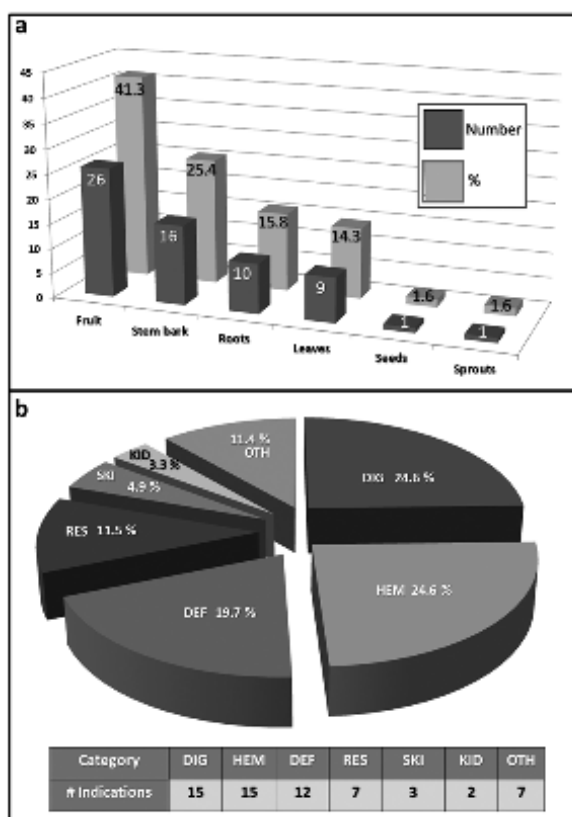 a
45
40
35
30
25
20
15
10
5
0
41.3
26
25.4
16
15.8
10
14.3
9
1.6
1
1.6
1
Number
%
Fruit
Stem bark
Roots
Leaves
Seeds
Sprouts
b
11.4 %
OTH
KID
3.3 %
SKI
4.9 %
DIG 24.6 %
RES 11.5 %
HEM 24.6 %
DEF 19.7 %
Category DIG HEM DEF RES SKI KID OTH
# Indications 15 15 12 7 3 2 7